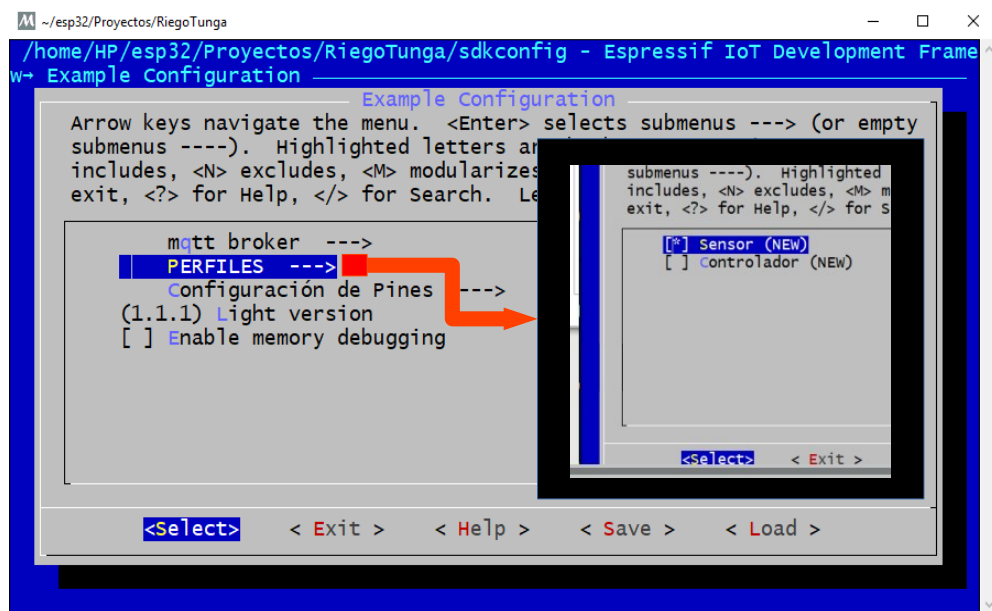 ~/esp32/Proyectos/RiegoTunga
/home/HP/esp32/Proyectos/RiegoTunga/sdkconfig - Espressif IoT Development Frame
w→ Example Configuration
Example Configuration
Arrow keys navigate the menu. <Enter> selects submenus ---> (or empty
submenus ----). Highlighted letters ar
includes, <N> excludes, <M> modularizes
exit, <?> for Help, </> for Search. Le
mqtt broker --->
PERFILES --->
Configuración de Pines --->
(1.1.1) Light version
[ ] Enable memory debugging
<Select> < Exit > < Help > < Save > < Load >
submenus ----). Highlighted
includes, <N> excludes, <M> m
exit, <?> for Help, </> for S
[*] Sensor (NEW)
[ ] Controlador (NEW)
<Select> < Exit >